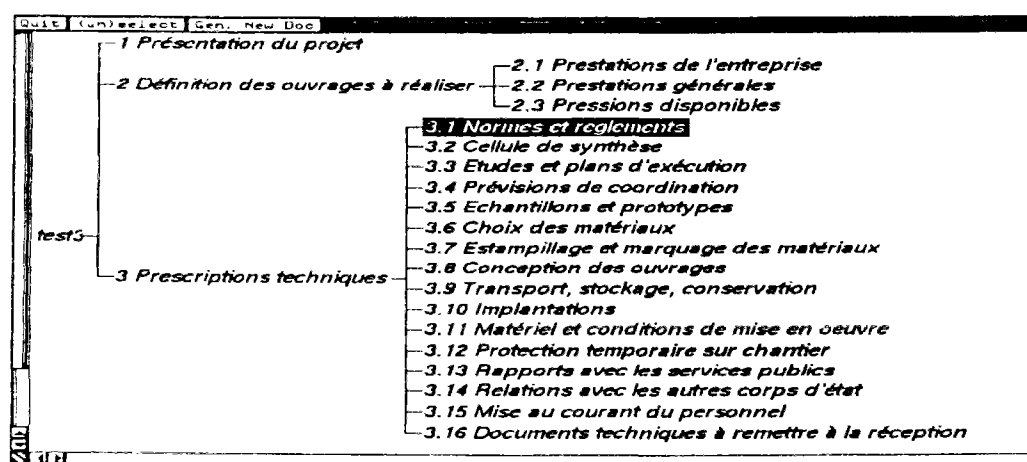 Quit (un)select Gen. New Doc
1 Présentation du projet
2 Définition des ouvrages à réaliser
2.1 Prestations de l'entreprise
2.2 Prestations générales
2.3 Pressions disponibles
test3
3 Prescriptions techniques
3.1 Normes et reglements
3.2 Cellule de synthèse
3.3 Etudes et plans d'exécution
3.4 Prévisions de coordination
3.5 Echantillons et prototypes
3.6 Choix des matériaux
3.7 Estampillage et marquage des matériaux
3.8 Conception des ouvrages
3.9 Transport, stockage, conservation
3.10 Implantations
3.11 Matériel et conditions de mise en oeuvre
3.12 Protection temporaire sur chantier
3.13 Rapports avec les services publics
3.14 Relations avec les autres corps d'état
3.15 Mise au courant du personnel
3.16 Documents techniques à remettre à la réception